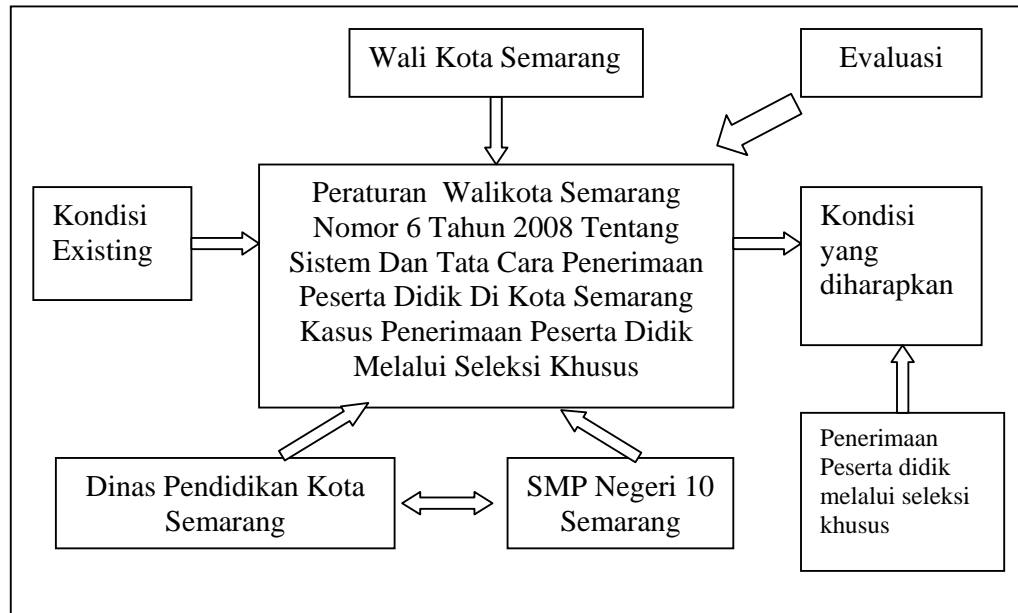 Wali Kota Semarang
Evaluasi
Kondisi
Existing
Peraturan Walikota Semarang
Nomor 6 Tahun 2008 Tentang
Sistem Dan Tata Cara Penerimaan
Peserta Didik Di Kota Semarang
Kasus Penerimaan Peserta Didik
Melalui Seleksi Khusus
Kondisi
yang
diharapkan
Dinas Pendidikan Kota
Semarang
SMP Negeri 10
Semarang
Penerimaan
Peserta didik
melalui seleksi
khusus